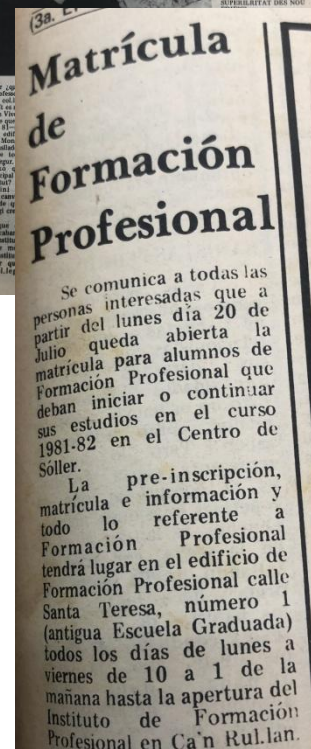 SUPERILRITAT DES NOU
(3a.
Matrícula
de
Formación
Profesional
Se comunica a todas las
personas interesadas que a
partir del lunes día 20 de
Julio queda abierta la
matrícula para alumnos de
Formación Profesional que
deban iniciar o continuar
sus estudios en el curso
1981-82 en el Centro de
Sóller.
La pre-inscripción,
matrícula e información y
todo lo referente a
Formación Profesional
tendrá lugar en el edificio de
Formación Profesional calle
Santa Teresa, número 1
(antigua Escuela Graduada)
todos los días de lunes a
viernes de 10 a 1 de la
mañana hasta la apertura del
Instituto de Formación
Profesional en Ca'n Rul.lan.